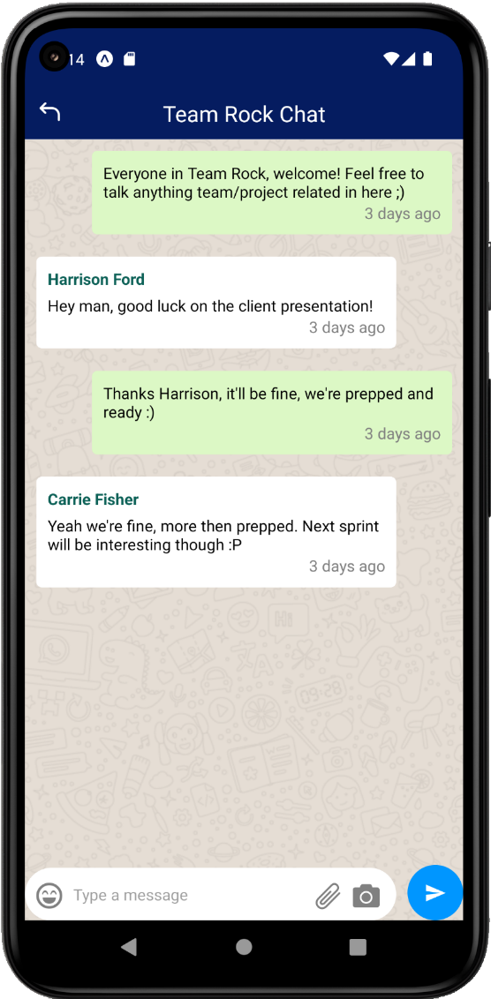 14
Team Rock Chat
Everyone in Team Rock, welcome! Feel free to
talk anything team/project related in here ;)
3 days ago
Harrison Ford
Hey man, good luck on the client presentation!
3 days ago
Thanks Harrison, it'll be fine, we're prepped and
ready :)
3 days ago
Carrie Fisher
Yeah we're fine, more then prepped. Next sprint
will be interesting though :P
3 days ago
Hi
09:28
Type a message